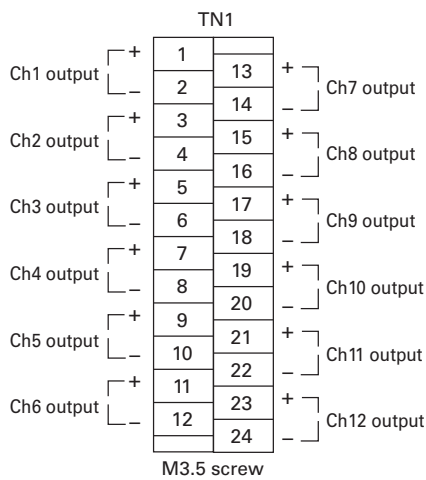 TN1
Ch1 output + 1
− 2
Ch2 output + 3
− 4
Ch3 output + 5
− 6
Ch4 output + 7
− 8
Ch5 output + 9
− 10
Ch6 output + 11
− 12
13 + Ch7 output
14 −
15 + Ch8 output
16 −
17 + Ch9 output
18 −
19 + Ch10 output
20 −
21 + Ch11 output
22 −
23 + Ch12 output
24 −
M3.5 screw